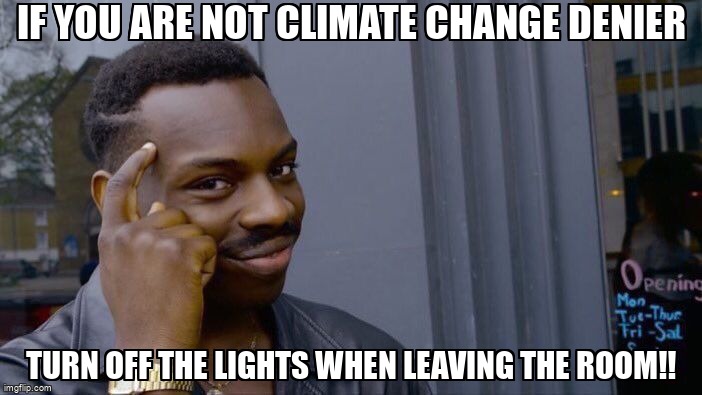 IF YOU ARE NOT CLIMATE CHANGE DENIER
Opening
Mon
Tue-Thur
Fri-Sat
TURN OFF THE LIGHTS WHEN LEAVING THE ROOM!!
imgflip.com